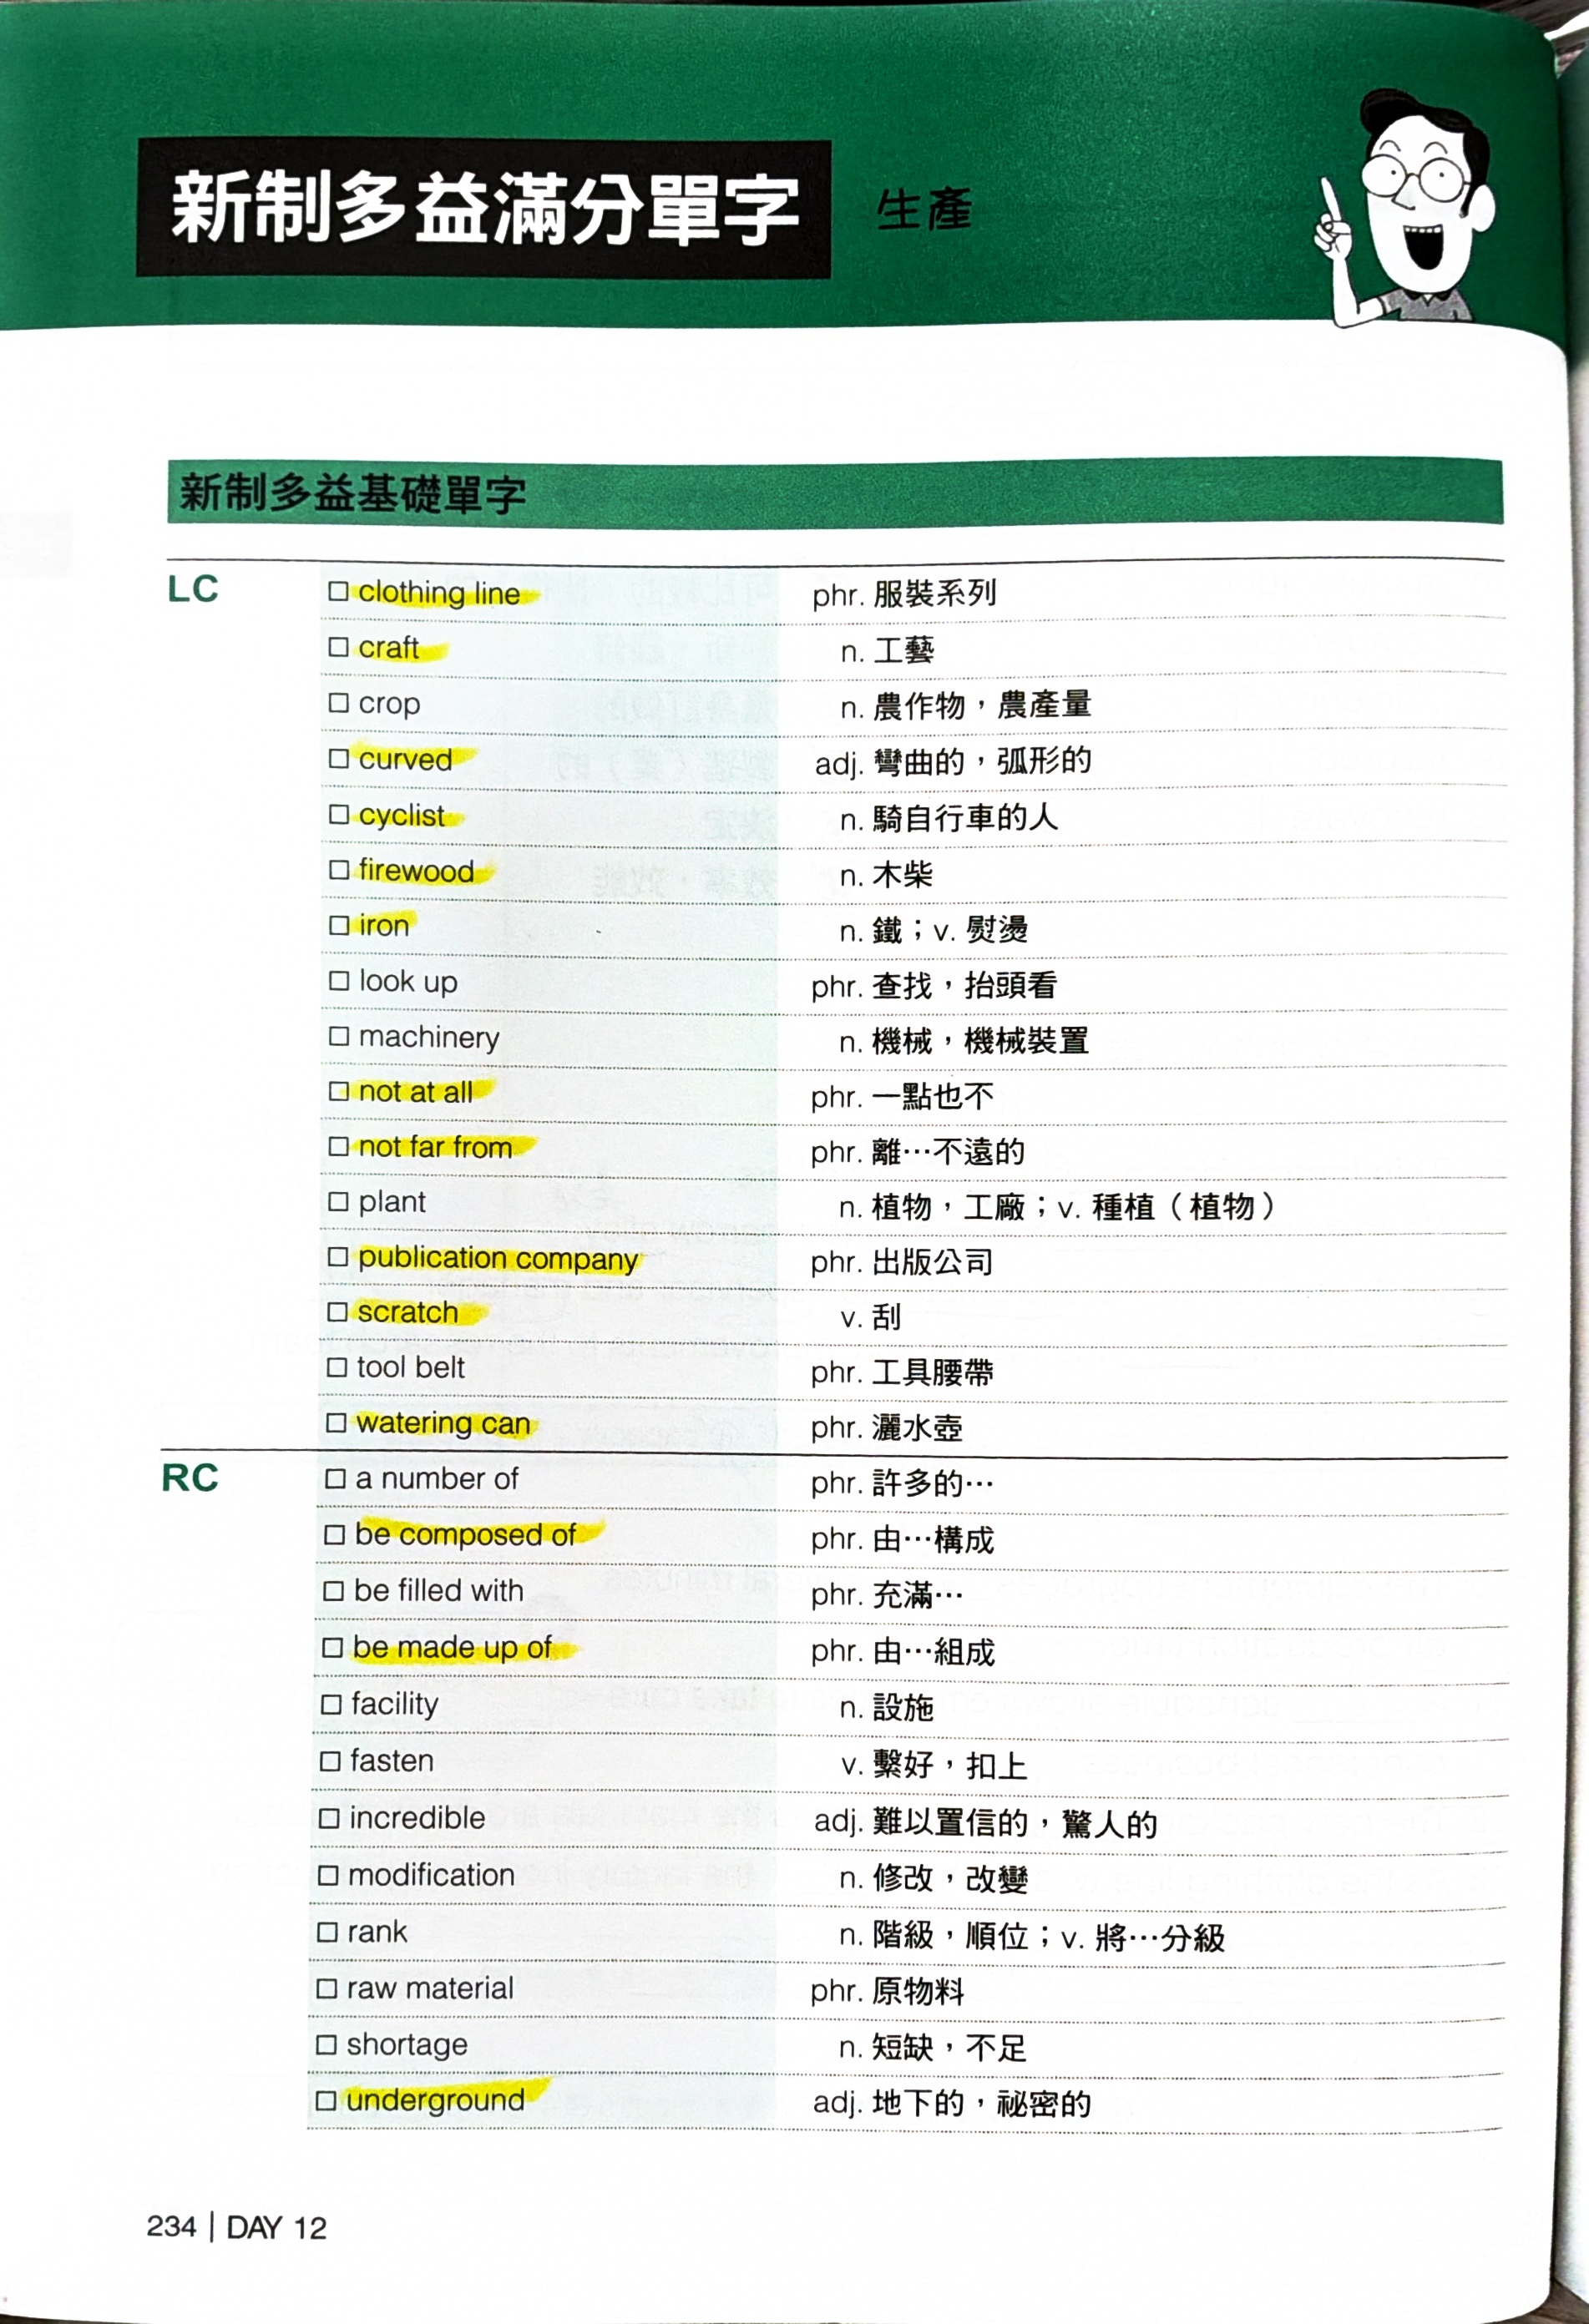 新制多益滿分單字 生產
新制多益基礎單字
LC □ clothing line phr. 服裝系列
□ craft n. 工藝
□ crop n. 農作物，農產量
□ curved adj. 彎曲的，弧形的
□ cyclist n. 騎自行車的人
□ firewood n. 木柴
□ iron n. 鐵；v. 熨燙
□ look up phr. 查找，抬頭看
□ machinery n. 機械，機械裝置
□ not at all phr. 一點也不
□ not far from phr. 離⋯不遠的
□ plant n. 植物，工廠；v. 種植（植物）
□ publication company phr. 出版公司
□ scratch v. 刮
□ tool belt phr. 工具腰帶
□ watering can phr. 灑水壺
RC □ a number of phr. 許多的⋯
□ be composed of phr. 由⋯構成
□ be filled with phr. 充滿⋯
□ be made up of phr. 由⋯組成
□ facility n. 設施
□ fasten v. 繫好，扣上
□ incredible adj. 難以置信的，驚人的
□ modification n. 修改，改變
□ rank n. 階級，順位；v. 將⋯分級
□ raw material phr. 原物料
□ shortage n. 短缺，不足
□ underground adj. 地下的，祕密的
234 | DAY 12